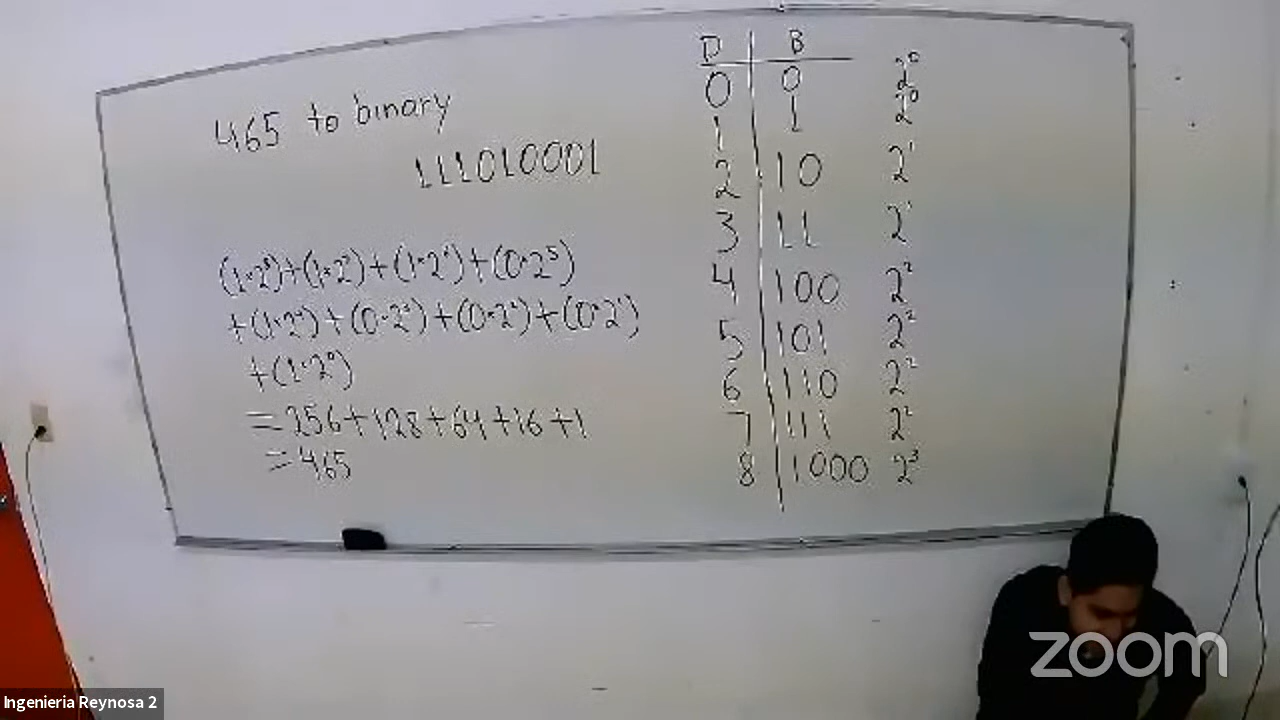 465 to binary
111010001
(1·2⁸)+(1·2⁷)+(1·2⁶)+(0·2⁵)
+(1·2⁴)+(0·2³)+(0·2²)+(0·2¹)
+(1·2⁰)
=256+128+64+16+1
=465
D B
0 0 2⁰
1 1 2⁰
2 10 2¹
3 11 2¹
4 100 2²
5 101 2²
6 110 2²
7 111 2²
8 1000 2³
zoom
Ingenieria Reynosa 2